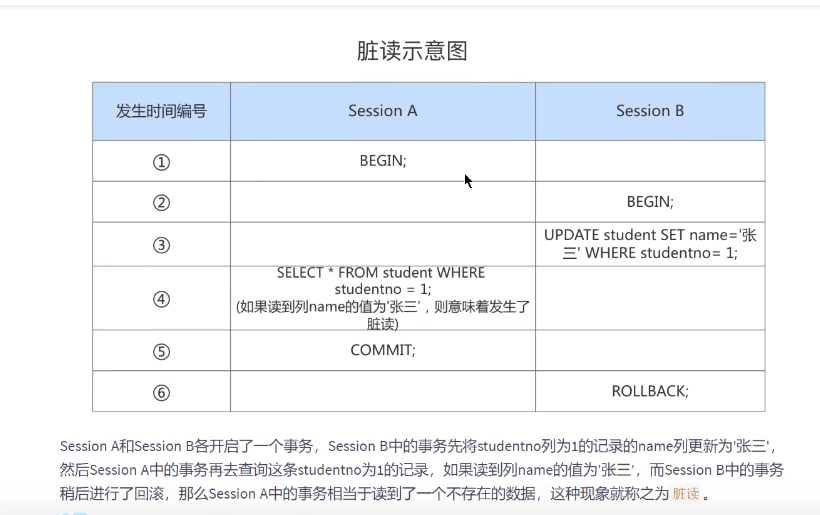 脏读示意图
发生时间编号 Session A Session B
① BEGIN;
② BEGIN;
③ UPDATE student SET name='张
三' WHERE studentno= 1;
④ SELECT * FROM student WHERE
studentno = 1;
(如果读到列name的值为'张三'，则意味着发生了
脏读)
⑤ COMMIT;
⑥ ROLLBACK;
Session A和Session B各开启了一个事务，Session B中的事务先将studentno列为1的记录的name列更新为'张三'，
然后Session A中的事务再去查询这条studentno为1的记录，如果读到列name的值为'张三'，而Session B中的事务
稍后进行了回滚，那么Session A中的事务相当于读到了一个不存在的数据，这种现象就称之为 脏读 。